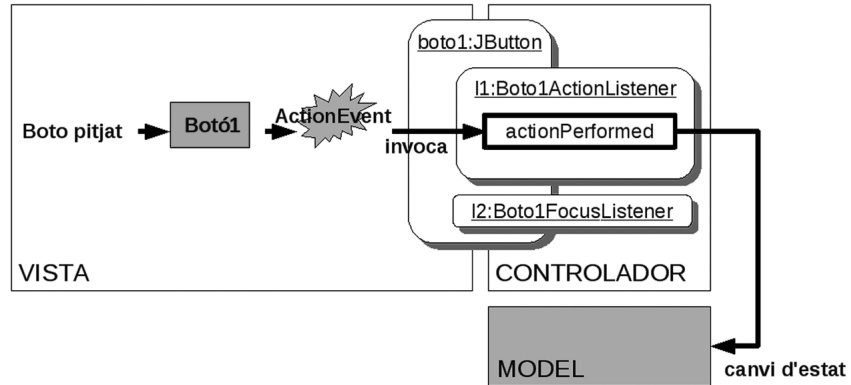 boto1:JButton
l1:Boto1ActionListener
Boto pitjat
Botó1
ActionEvent
invoca
actionPerformed
l2:Boto1FocusListener
VISTA
CONTROLADOR
MODEL
canvi d'estat